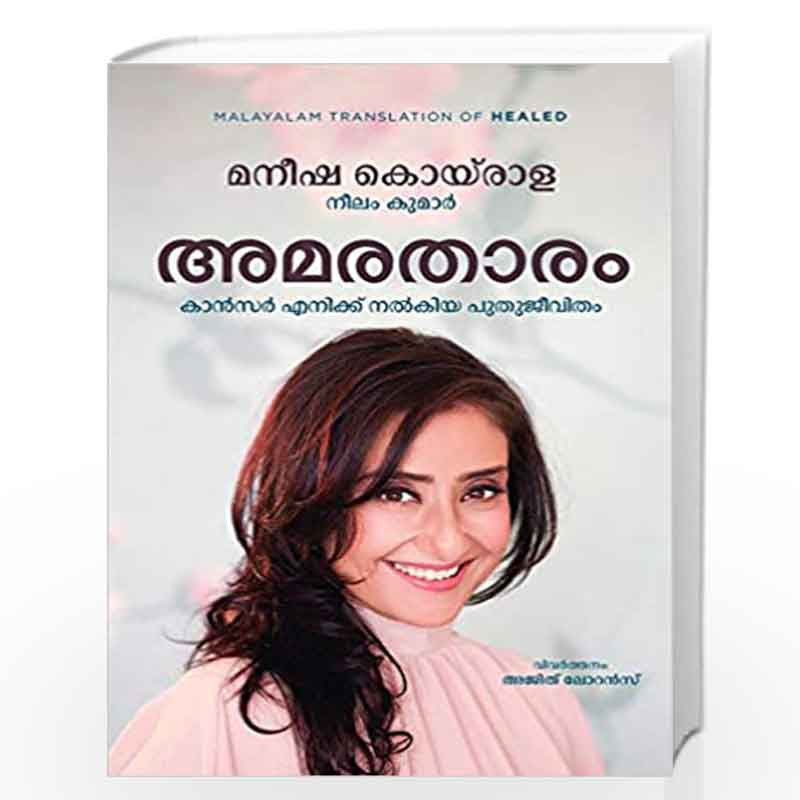 MALAYALAM TRANSLATION OF HEALED
മനീഷ കൊയ്‌രാള
നീലം കുമാർ
അമരതാരം
കാൻസർ എനിക്ക് നൽകിയ പുതുജീവിതം
വിവർത്തനം
അജിത് ലോറൻസ്